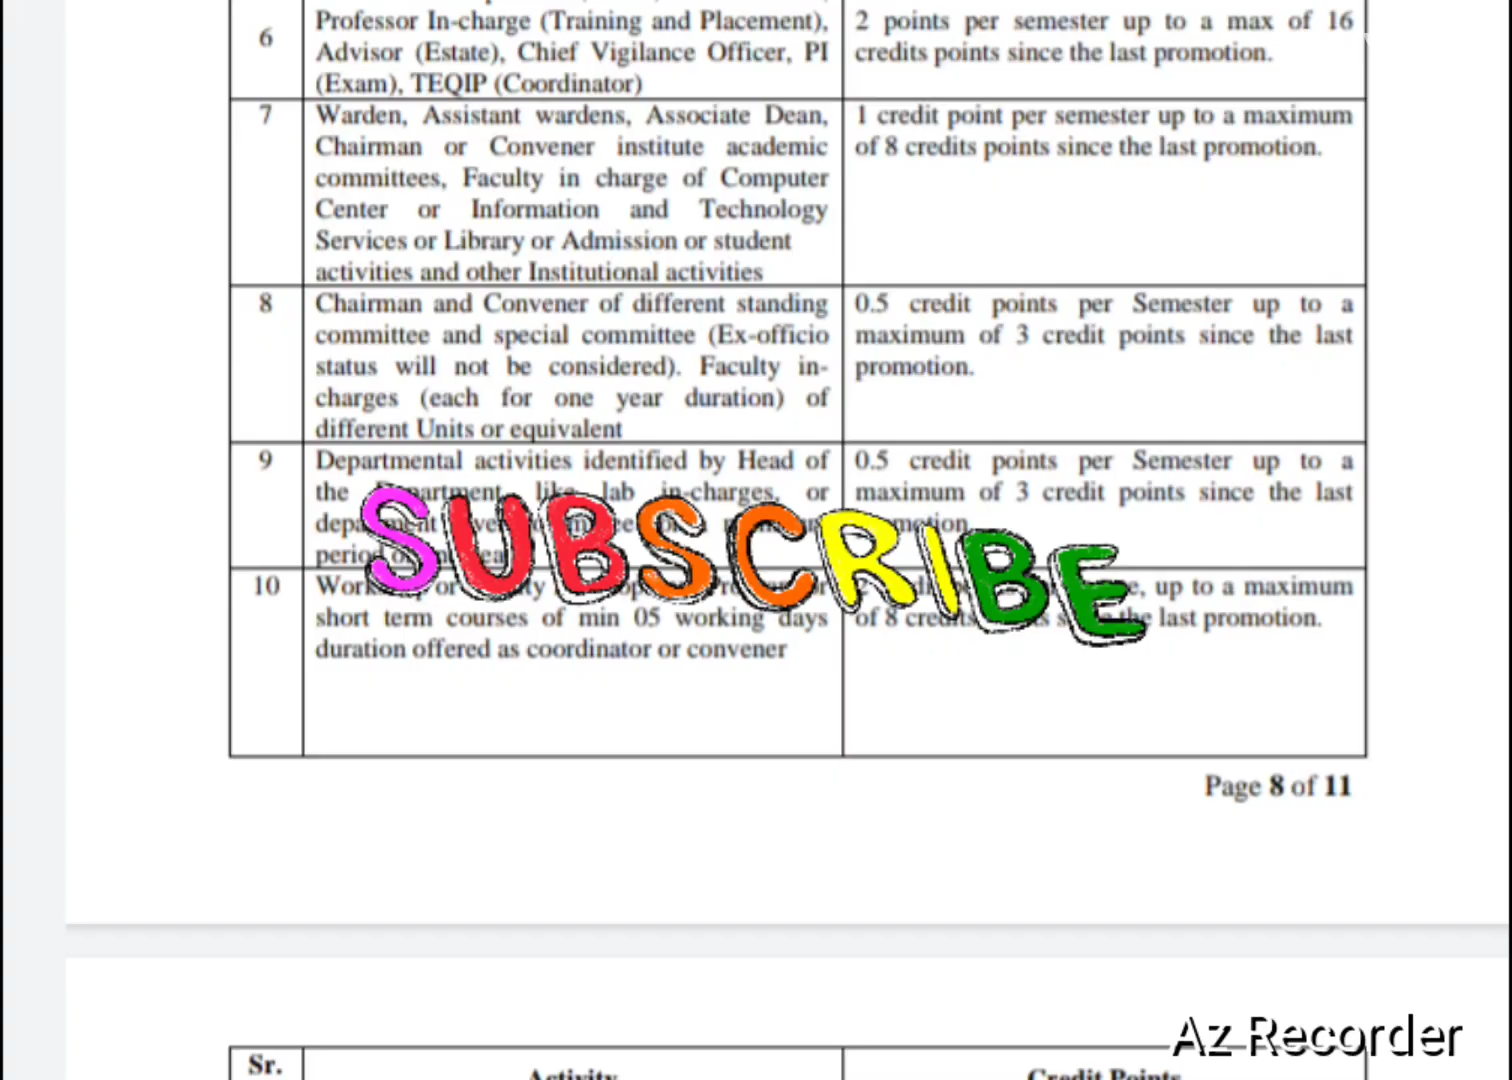 6
Professor In-charge (Training and Placement),
Advisor (Estate), Chief Vigilance Officer, PI
(Exam), TEQIP (Coordinator)
2 points per semester up to a max of 16
credits points since the last promotion.
7
Warden, Assistant wardens, Associate Dean,
Chairman or Convener institute academic
committees, Faculty in charge of Computer
Center or Information and Technology
Services or Library or Admission or student
activities and other Institutional activities
1 credit point per semester up to a maximum
of 8 credits points since the last promotion.
8
Chairman and Convener of different standing
committee and special committee (Ex-officio
status will not be considered). Faculty in-
charges (each for one year duration) of
different Units or equivalent
0.5 credit points per Semester up to a
maximum of 3 credit points since the last
promotion.
9
Departmental activities identified by Head of
the lab in-charges, or
0.5 credit points per Semester up to a
maximum of 3 credit points since the last
SUBSCRIBE
10
short term courses of min 05 working days
duration offered as coordinator or convener
up to a maximum
of 8 the last promotion.
Page 8 of 11
Sr.
Activity
Credit Points
Az Recorder